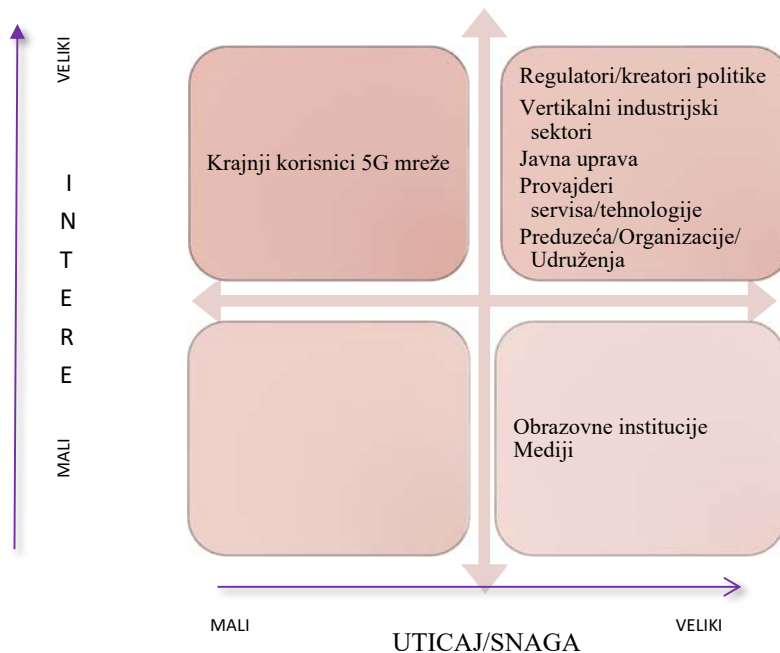 VELIKI
I
N
T
E
R
E
MALI
Krajnji korisnici 5G mreže
Regulatori/kreatori politike
Vertikalni industrijski
sektori
Javna uprava
Provajderi
servisa/tehnologije
Preduzeća/Organizacije/
Udruženja
Obrazovne institucije
Mediji
MALI
VELIKI
UTICAJ/SNAGA